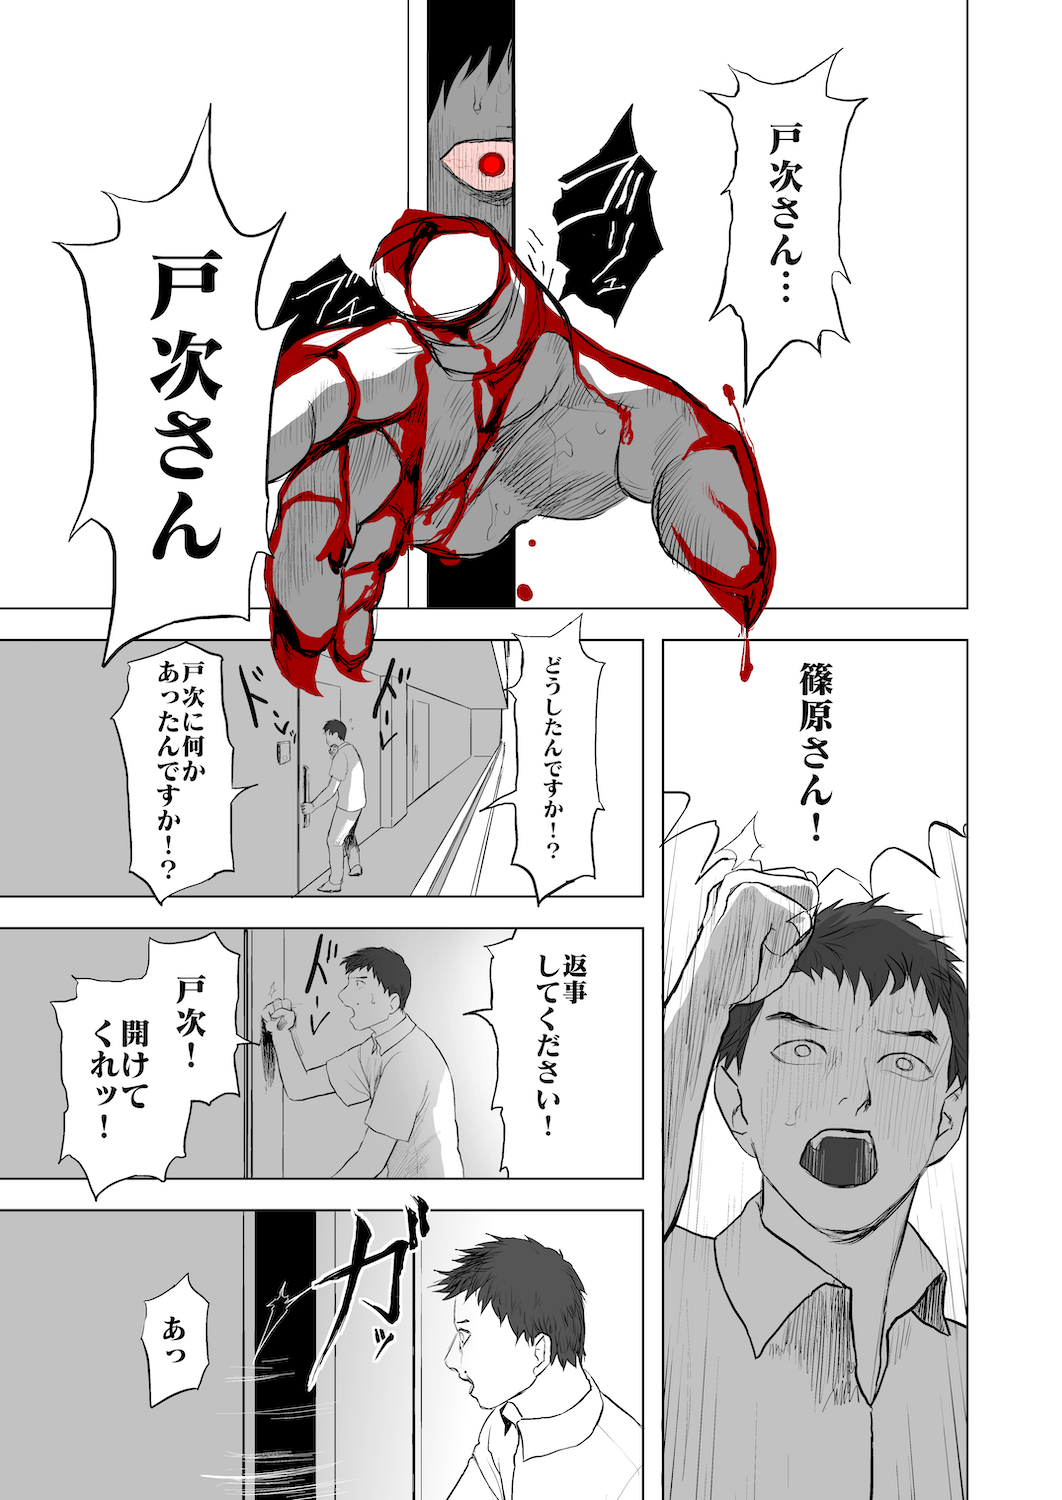 戸次さん…
ブリュ
ブュ
戸次さん
篠原さん！
どうしたんですか！？
ドン
ドンッ
戸次に何か
あったんですか！？
返事
してください！
ドンッ
戸次！
開けて
くれッ！
ガッ
あっ